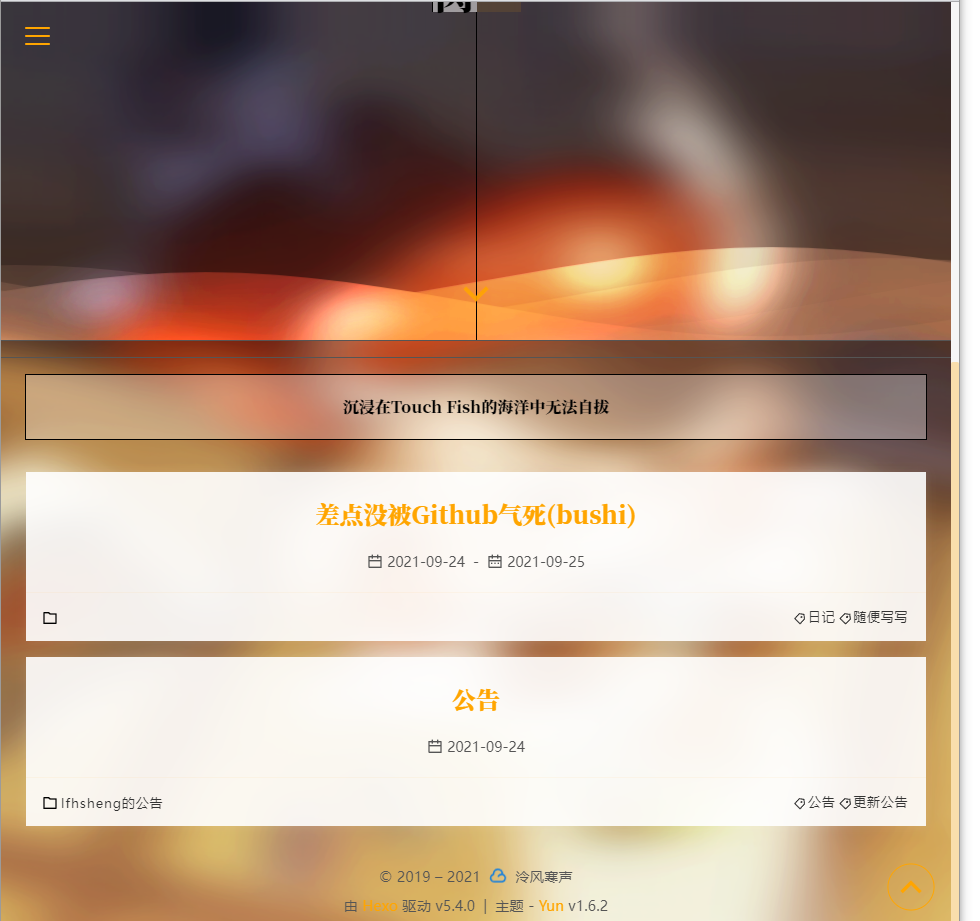 沉浸在Touch Fish的海洋中无法自拔
差点没被Github气死(bushi)
2021-09-24 - 2021-09-25
日记 随便写写
公告
2021-09-24
lfhsheng的公告 公告 更新公告
© 2019 – 2021 泠风寒声
由 Hexo 驱动 v5.4.0 | 主题 - Yun v1.6.2